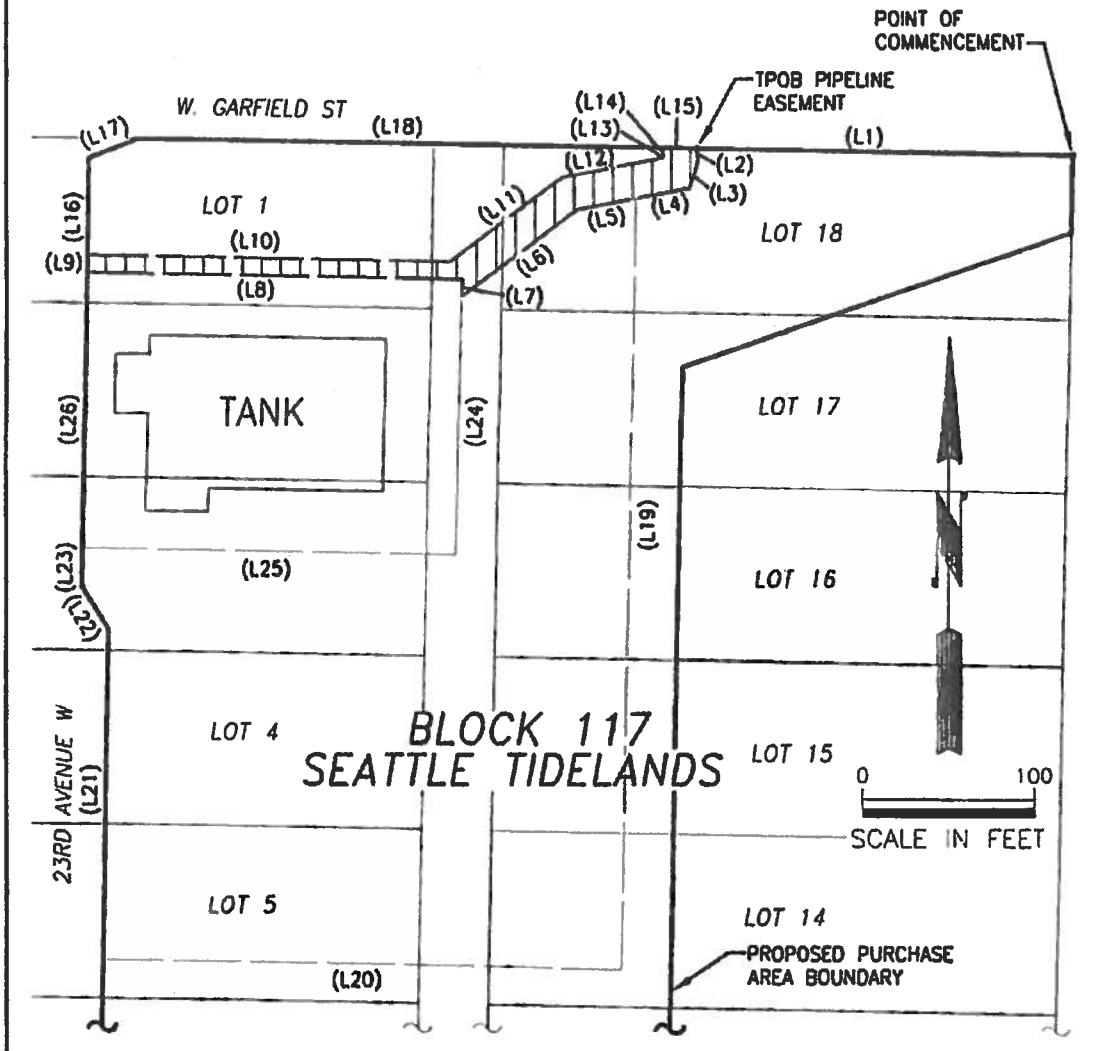 POINT OF
COMMENCEMENT
TPOB PIPELINE
EASEMENT
W. GARFIELD ST
(L14)
(L15)
(L13)
(L17)
(L18)
(L1)
(L12)
(L2)
(L3)
(L16)
LOT 1
(L11)
(L5)
(L4)
LOT 18
(L10)
(L9)
(L6)
(L8)
(L7)
TANK
(L26)
(L24)
LOT 17
(L19)
(L23)
(L25)
LOT 16
(L22)
23RD AVENUE W
(L21)
LOT 4
BLOCK 117
SEATTLE TIDELANDS
LOT 15
0 100
SCALE IN FEET
LOT 5
LOT 14
PROPOSED PURCHASE
AREA BOUNDARY
(L20)
N